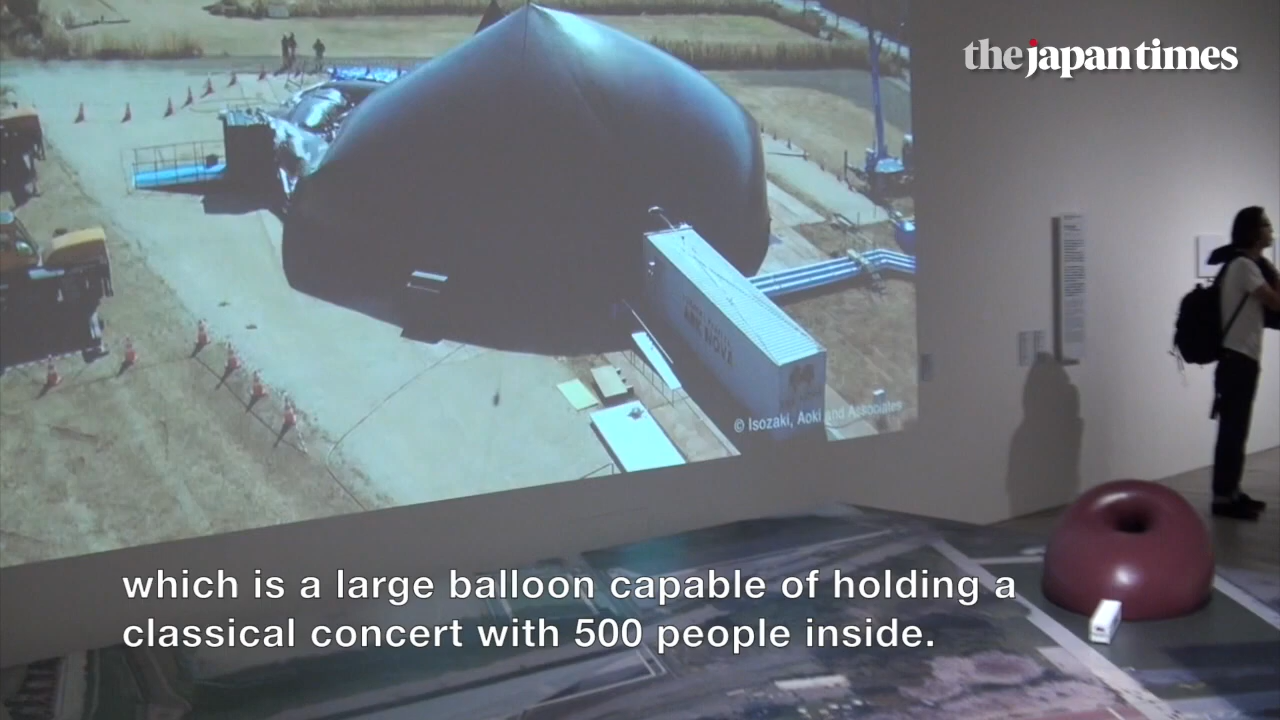 the japan times
ARK NOVA
© Isozaki, Aoki and Associates
which is a large balloon capable of holding a
classical concert with 500 people inside.